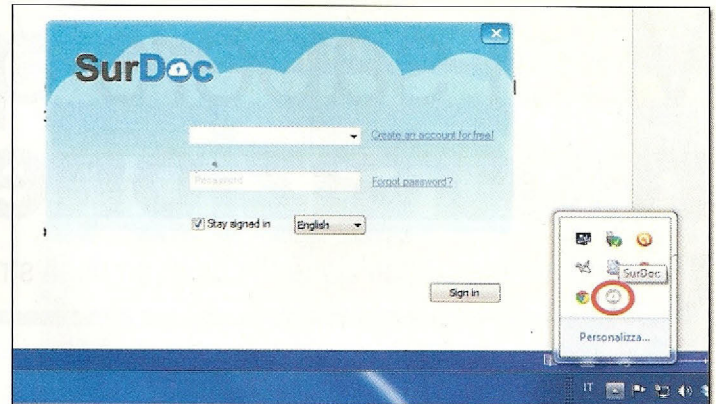 SurDoc
Create an account for free!
Password
Forgot password?
Stay signed in
English
Sign in
SurDoc
Personalizza...
IT